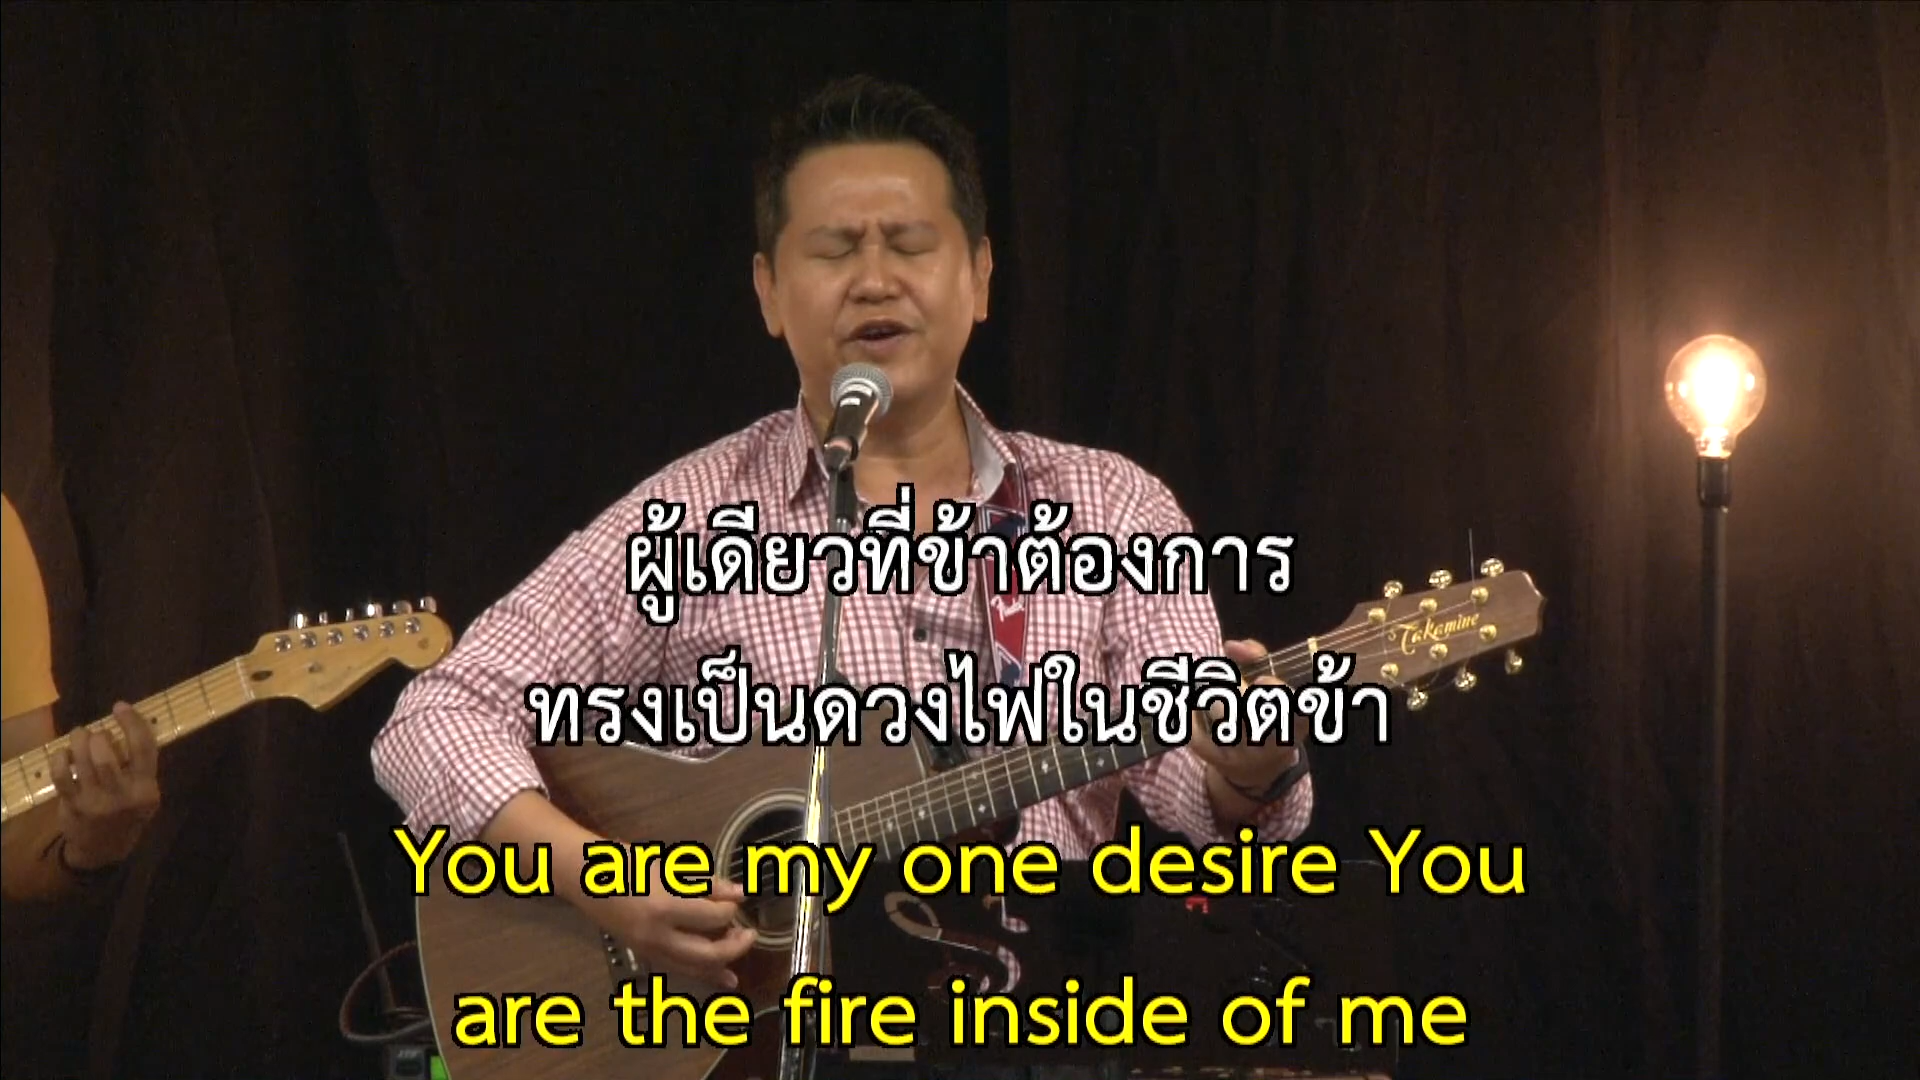 ผู้เดียวที่ข้าต้องการ
Fender
Takamine
ทรงเป็นดวงไฟในชีวิตข้า
You are my one desire You
are the fire inside of me